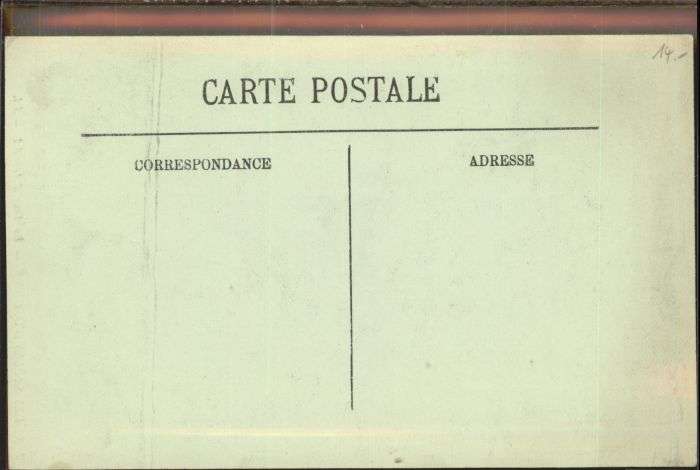 14.-
CARTE POSTALE
CORRESPONDANCE
ADRESSE